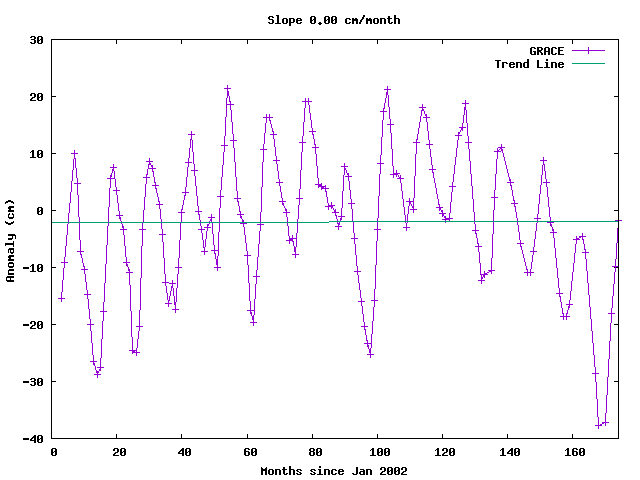 Slope 0.00 cm/month
30
GRACE
Trend Line
20
10
0
-10
-20
-30
-40
Anomaly (cm)
0 20 40 60 80 100 120 140 160
Months since Jan 2002